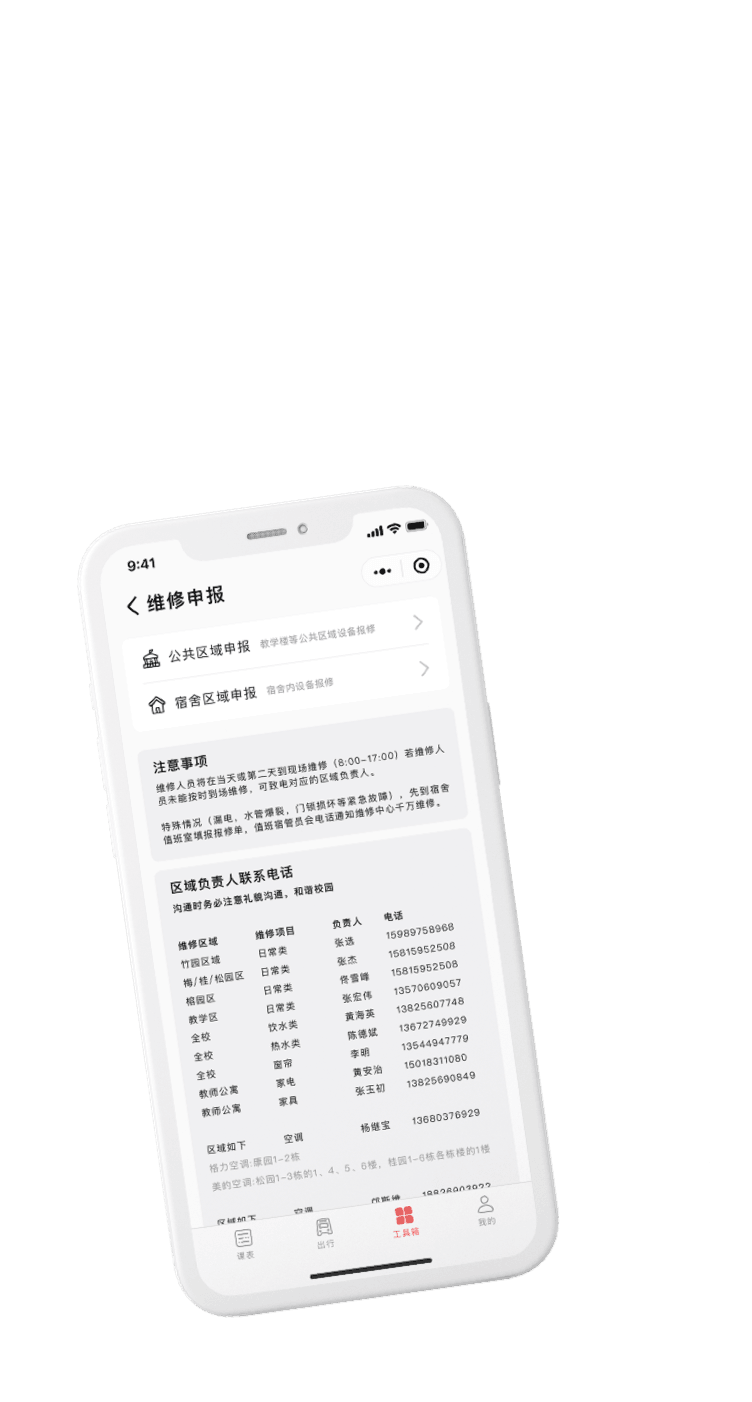 9:41
维修申报
公共区域申报 教学楼等公共区域设备报修
宿舍区域申报 宿舍内设备报修
注意事项
维修人员将在当天或第二天到现场维修（8:00-17:00）若维修人
员未能按时到场维修，可致电对应的区域负责人。
特殊情况（漏电，水管爆裂，门锁损坏等紧急故障），先到宿舍
值班室填报报修单，值班宿管员会电话通知维修中心千万维修。
区域负责人联系电话
沟通时务必注意礼貌沟通，和谐校园
维修区域 维修项目 负责人 电话
竹园区域 日常类 张选 15989758968
梅/桂/松园区 日常类 张杰 15815952508
榕园区 日常类 佟雪峰 15815952508
教学区 日常类 张宏伟 13570609057
全校 饮水类 黄海英 13825607748
全校 热水类 陈德斌 13672749929
全校 窗帘 李明 13544947779
教师公寓 家电 黄安治 15018311080
教师公寓 家具 张玉初 13825690849
区域如下 空调 杨继宝 13680376929
格力空调:康园1-2栋
美的空调:松园1-3栋的1、4、5、6楼，桂园1-6栋各栋楼的1楼
区域如下 空调 邝斯维 18826903922
课表 出行 工具箱 我的